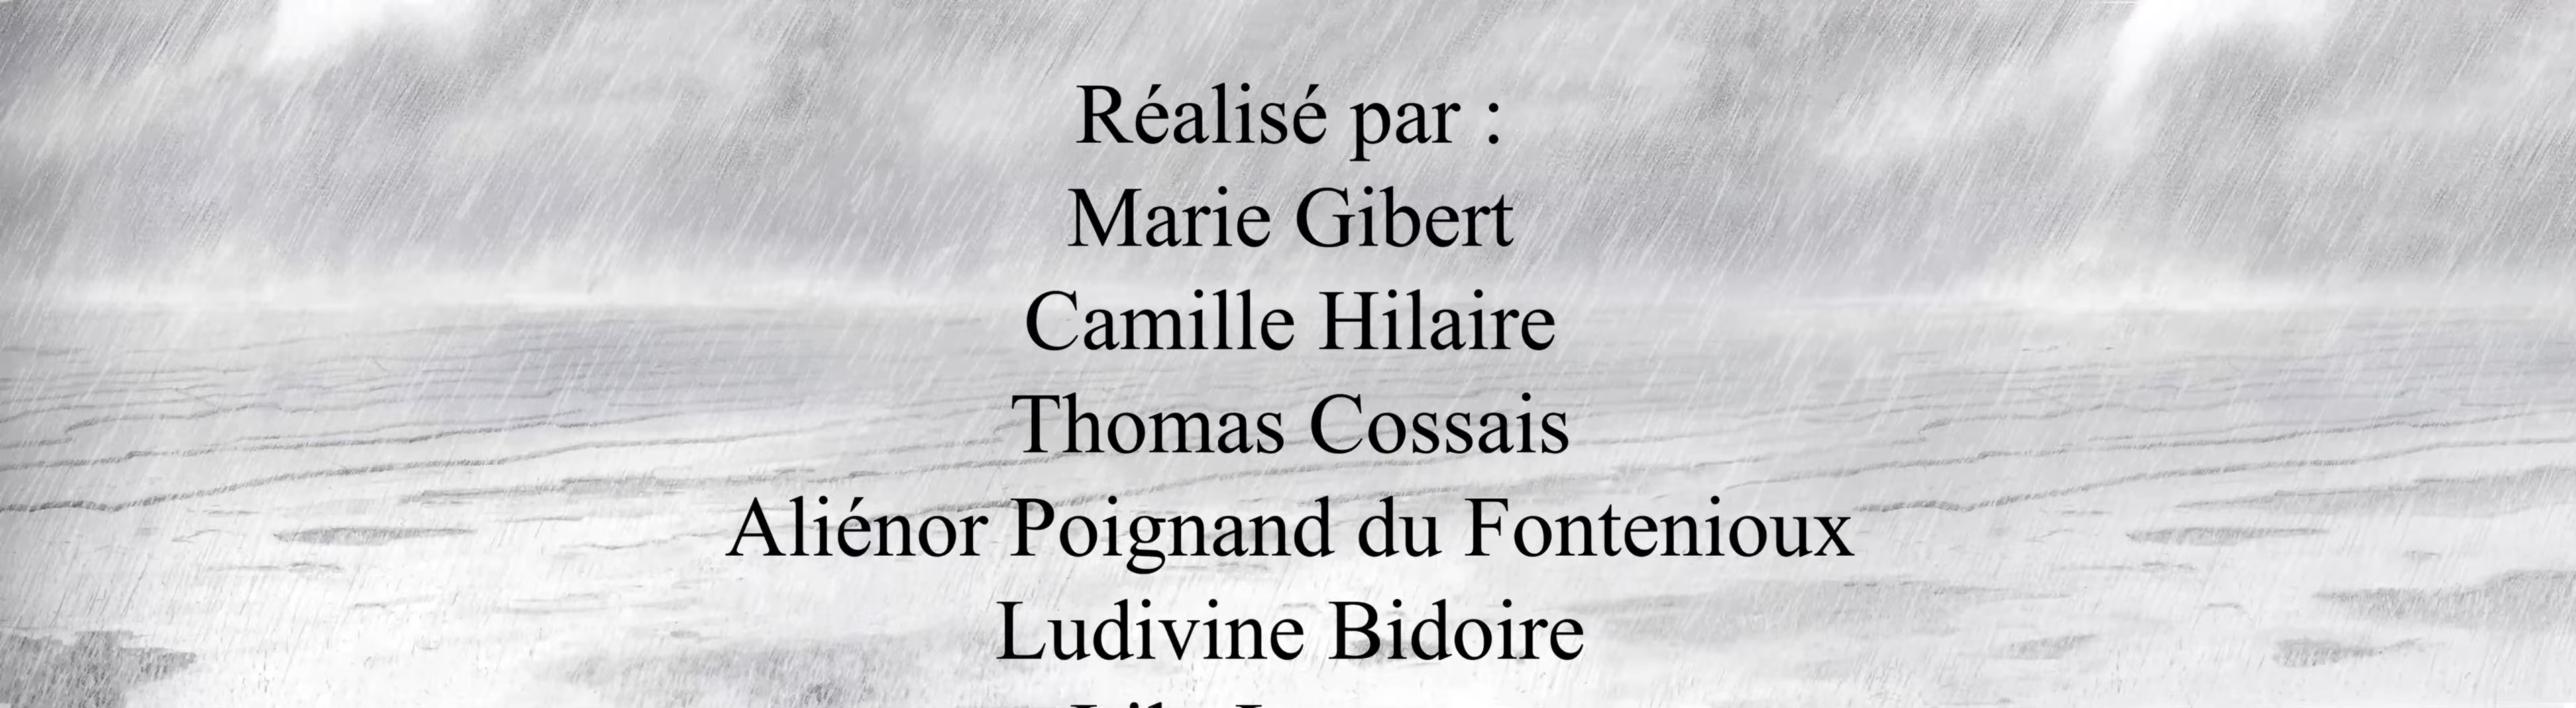 Réalisé par :
Marie Gibert
Camille Hilaire
Thomas Cossais
Aliénor Poignand du Fontenioux
Ludivine Bidoire